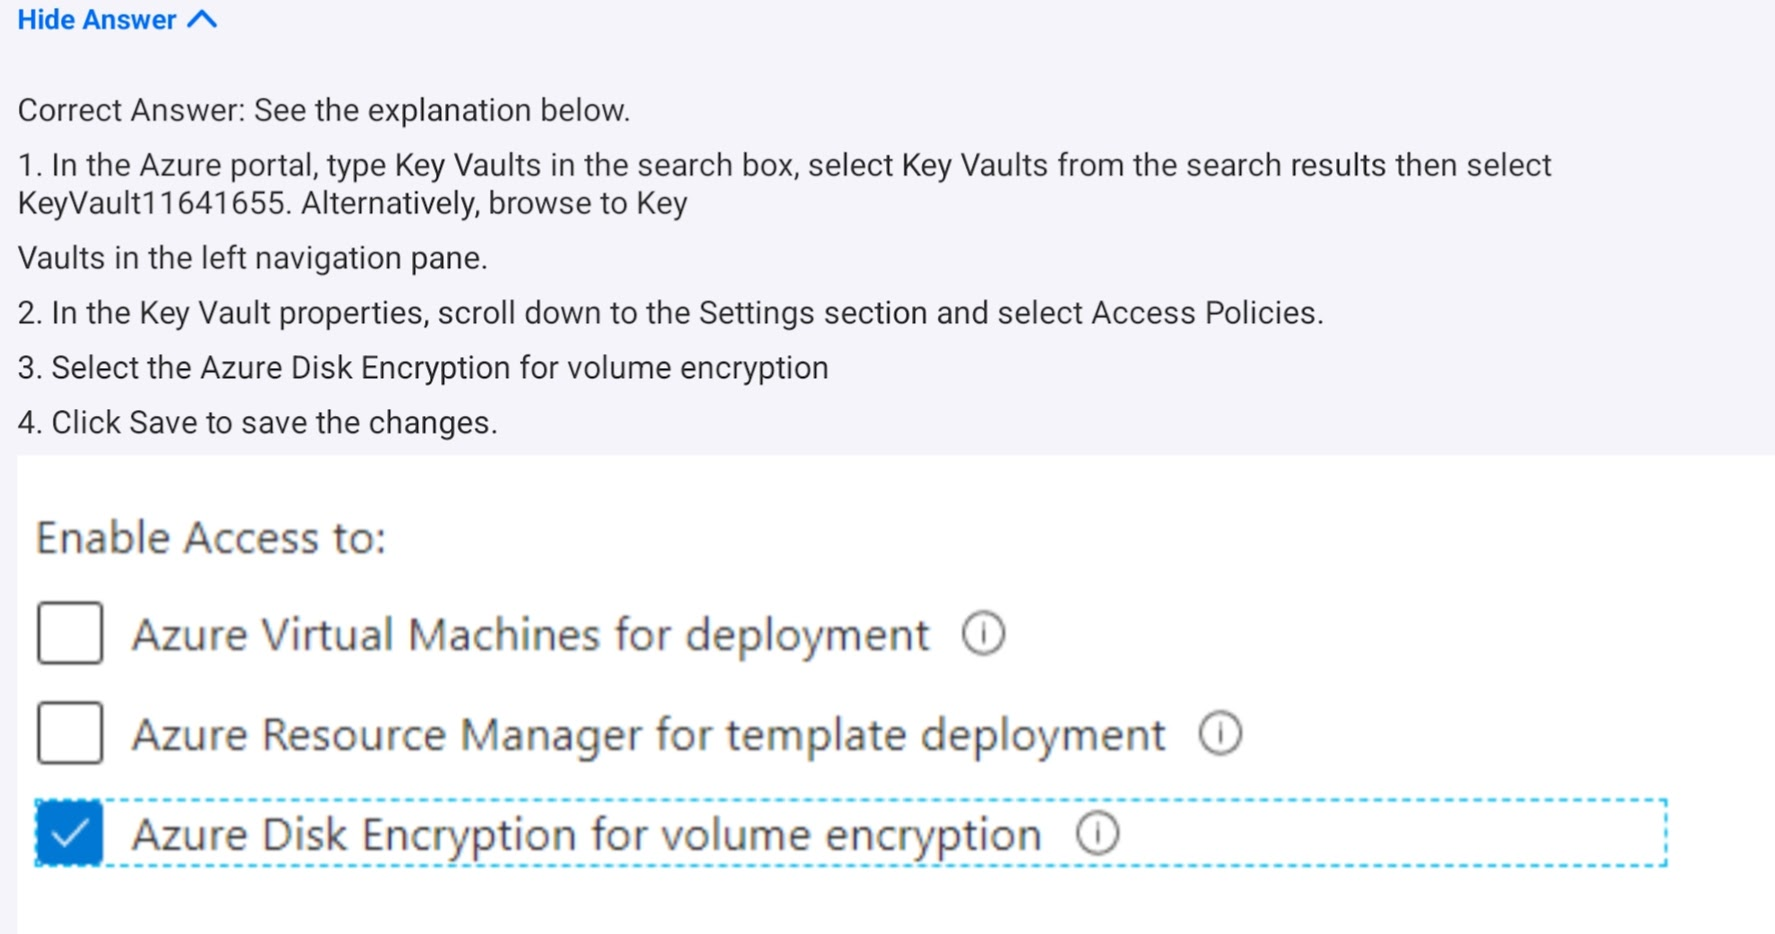 Hide Answer
Correct Answer: See the explanation below.
1. In the Azure portal, type Key Vaults in the search box, select Key Vaults from the search results then select
KeyVault11641655. Alternatively, browse to Key
Vaults in the left navigation pane.
2. In the Key Vault properties, scroll down to the Settings section and select Access Policies.
3. Select the Azure Disk Encryption for volume encryption
4. Click Save to save the changes.
Enable Access to:
Azure Virtual Machines for deployment
Azure Resource Manager for template deployment
Azure Disk Encryption for volume encryption